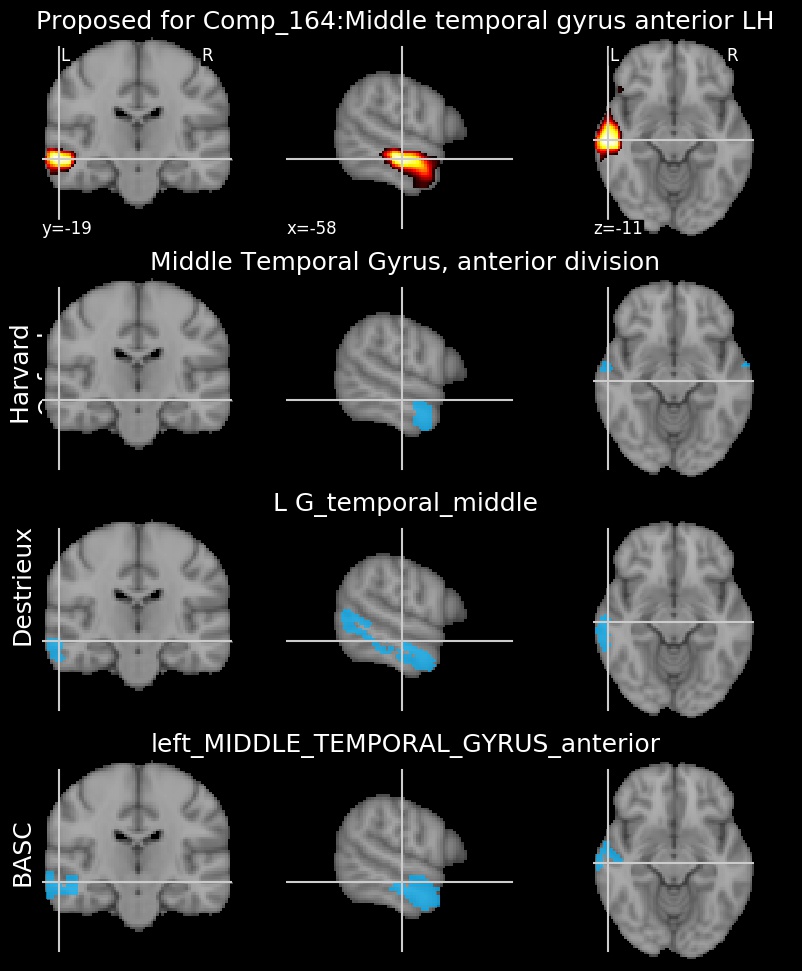 Proposed for Comp_164:Middle temporal gyrus anterior LH
L R L R
y=-19 x=-58 z=-11
Middle Temporal Gyrus, anterior division
Harvard
L G_temporal_middle
Destrieux
left_MIDDLE_TEMPORAL_GYRUS_anterior
BASC